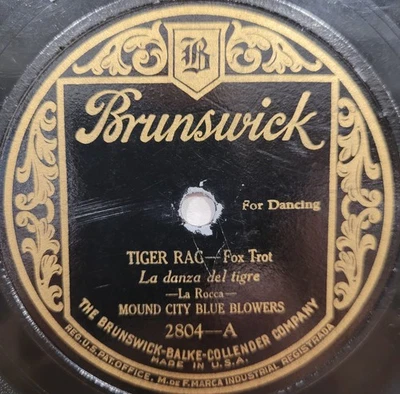 B
Brunswick
For Dancing
TIGER RAG—Fox Trot
La danza del tigre
—La Rocca—
MOUND CITY BLUE BLOWERS
2804—A
THE BRUNSWICK-BALKE-COLLENDER COMPANY
MADE IN U.S.A.
REG. U.S. PAT. OFFICE. M. DE F. MARCA INDUSTRIAL REGISTRADA